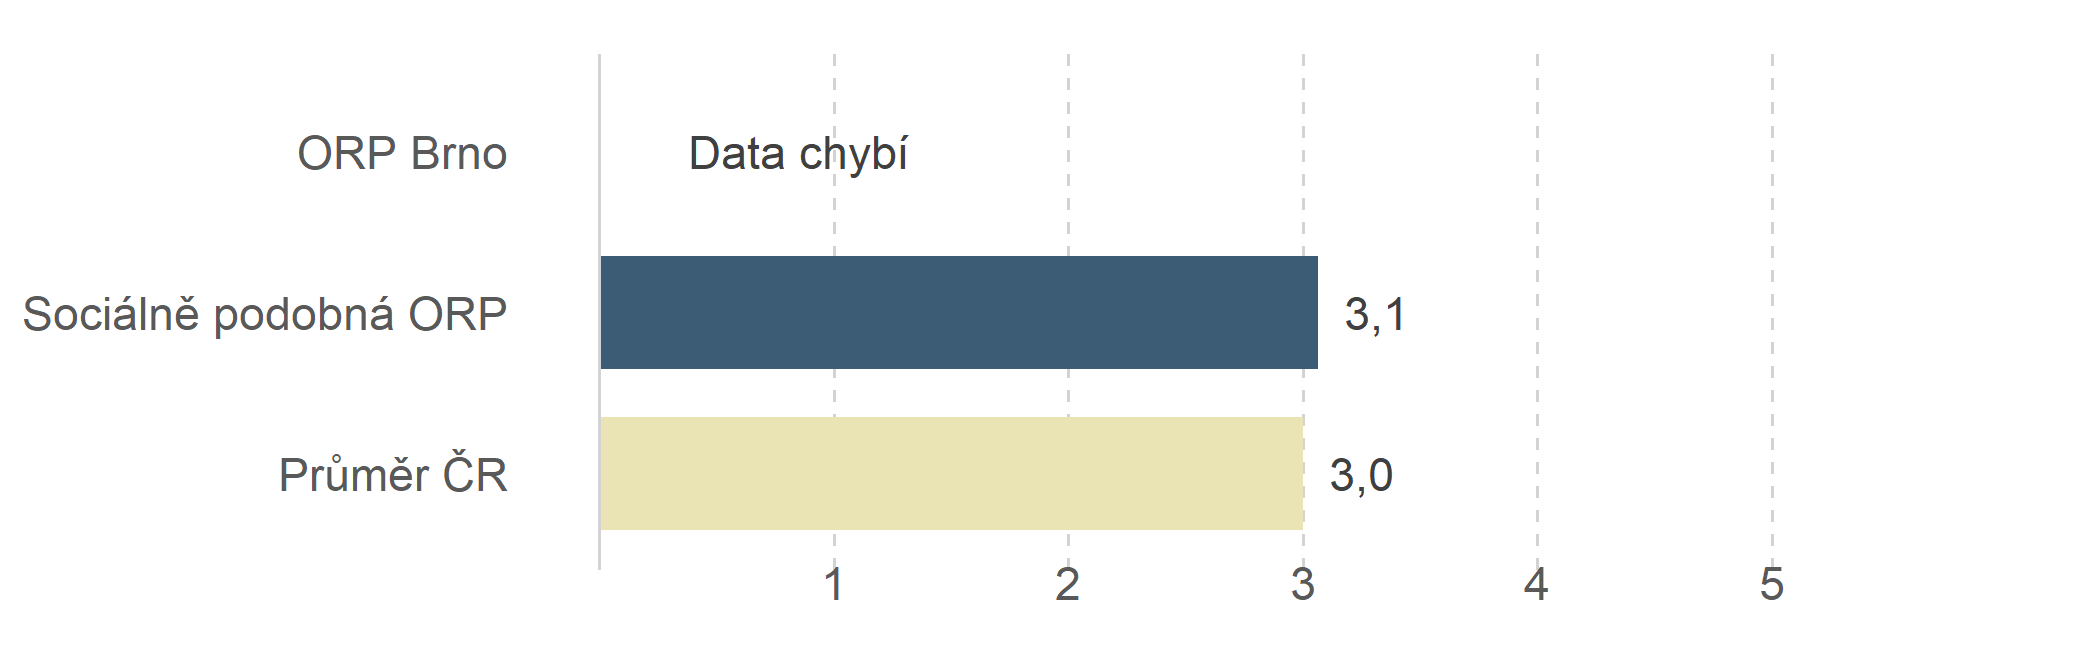 ORP Brno Data chybí
Sociálně podobná ORP 3,1
Průměr ČR 3,0
1 2 3 4 5